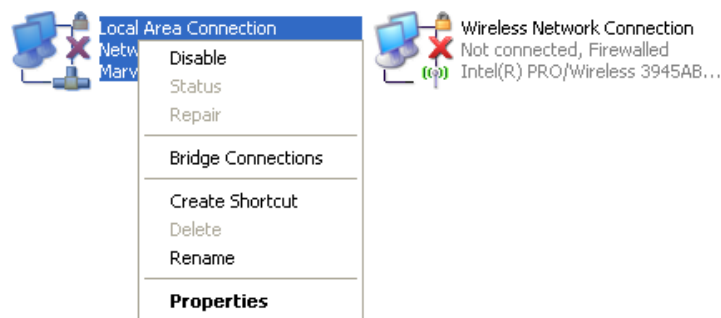 Local Area Connection
Netw
Marv
Disable
Status
Repair
Bridge Connections
Create Shortcut
Delete
Rename
Properties
Wireless Network Connection
Not connected, Firewalled
Intel(R) PRO/Wireless 3945AB...